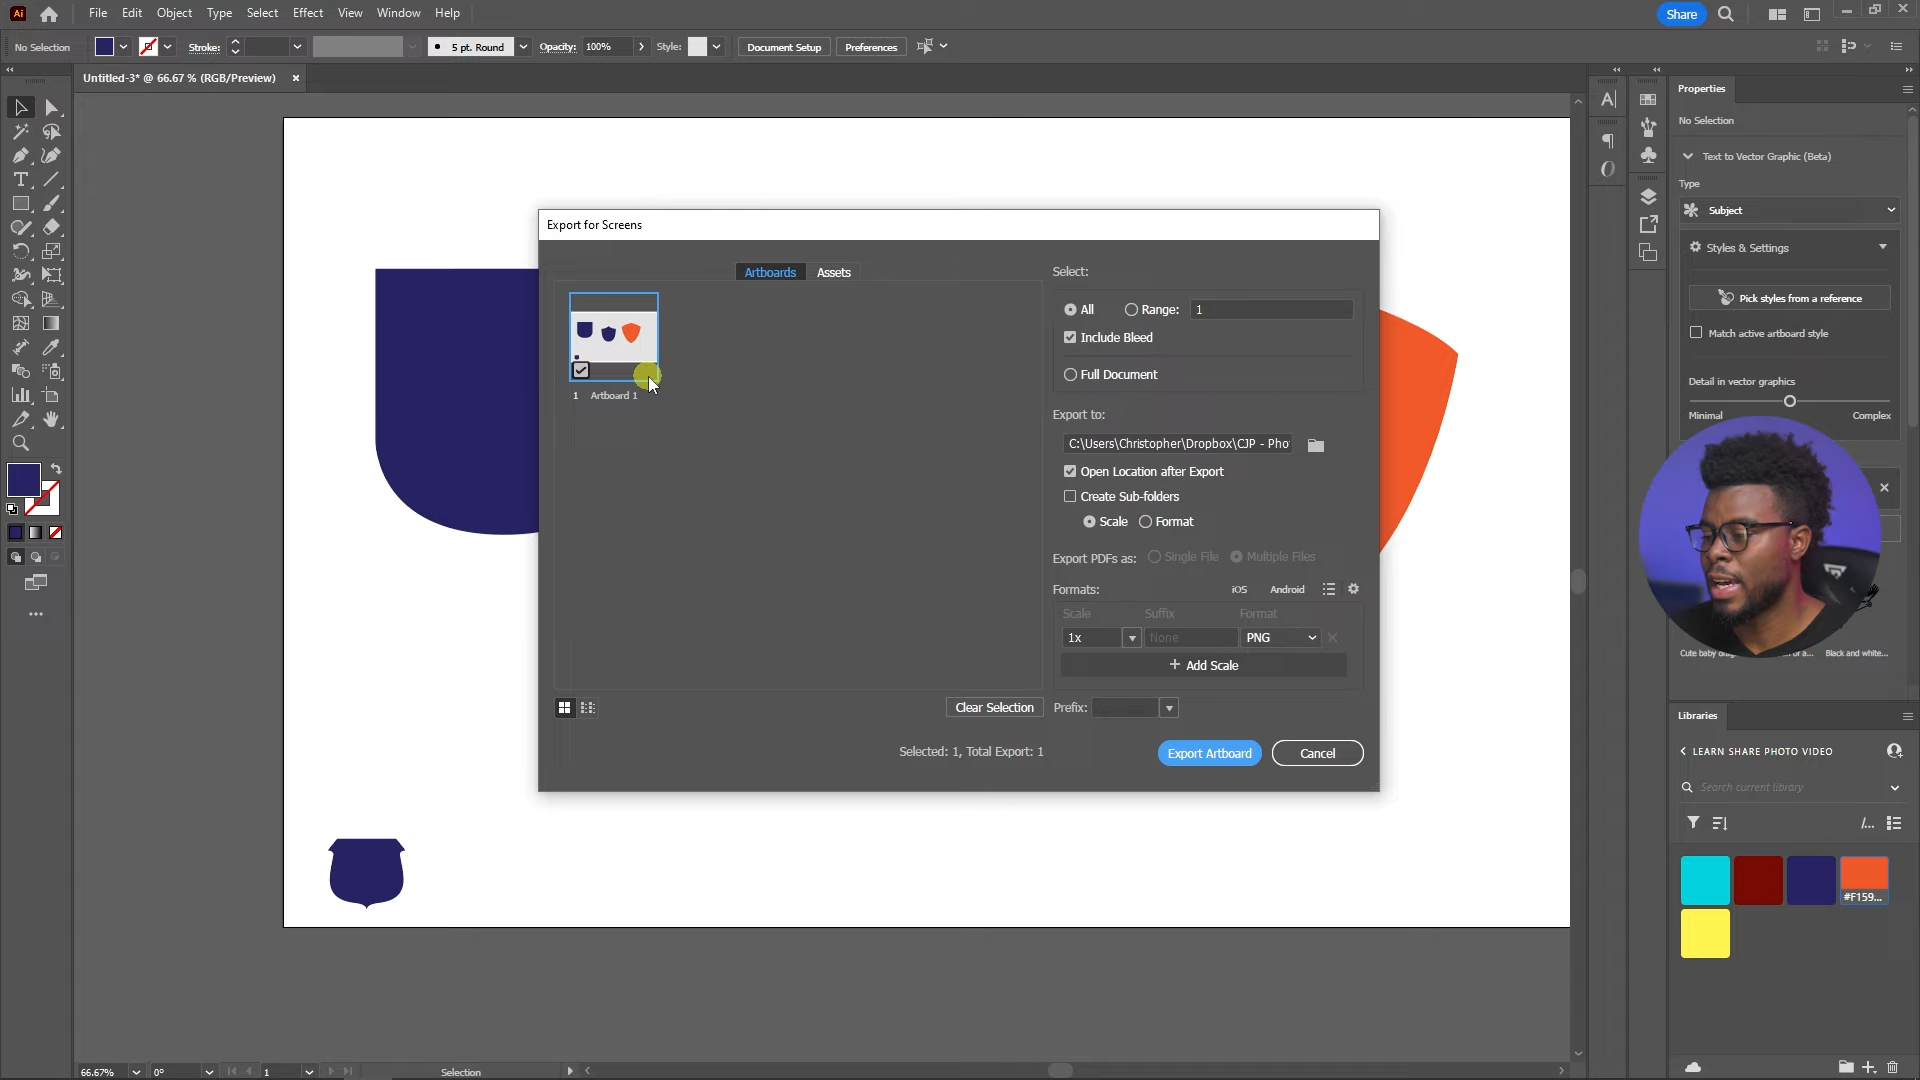 Ai File Edit Object Type Select Effect View Window Help Share
No Selection Stroke: 5 pt. Round Opacity: 100% Style: Document Setup Preferences
Untitled-3* @ 66.67 % (RGB/Preview) ×
Properties
No Selection
Text to Vector Graphic (Beta)
Type
Subject
Styles & Settings
Pick styles from a reference
Match active artboard style
Detail in vector graphics
Minimal Complex
Export for Screens
Artboards Assets
1 Artboard 1
Select:
All Range: 1
Include Bleed
Full Document
Export to:
C:\Users\Christopher\Dropbox\CJP - Pho
Open Location after Export
Create Sub-folders
Scale Format
Export PDFs as: Single File Multiple Files
Formats: iOS Android
Scale Suffix Format
1x None PNG
+ Add Scale
Clear Selection Prefix:
Selected: 1, Total Export: 1 Export Artboard Cancel
Cute baby Black and white...
Libraries
LEARN SHARE PHOTO VIDEO
Search current library
#F159...
66.67% 0° 1 Selection